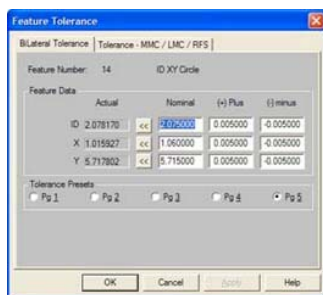 Feature Tolerance
BiLateral Tolerance Tolerance - MMC / LMC / RFS
Feature Number: 14 ID XY Circle
Feature Data
Actual Nominal (+) Plus (-) minus
ID 2.078170 << 2.075000 0.005000 -0.005000
X 1.015927 << 1.060000 0.005000 -0.005000
Y 5.717802 << 5.715000 0.005000 -0.005000
Tolerance Presets
Pg 1 Pg 2 Pg 3 Pg 4 Pg 5
OK Cancel Apply Help